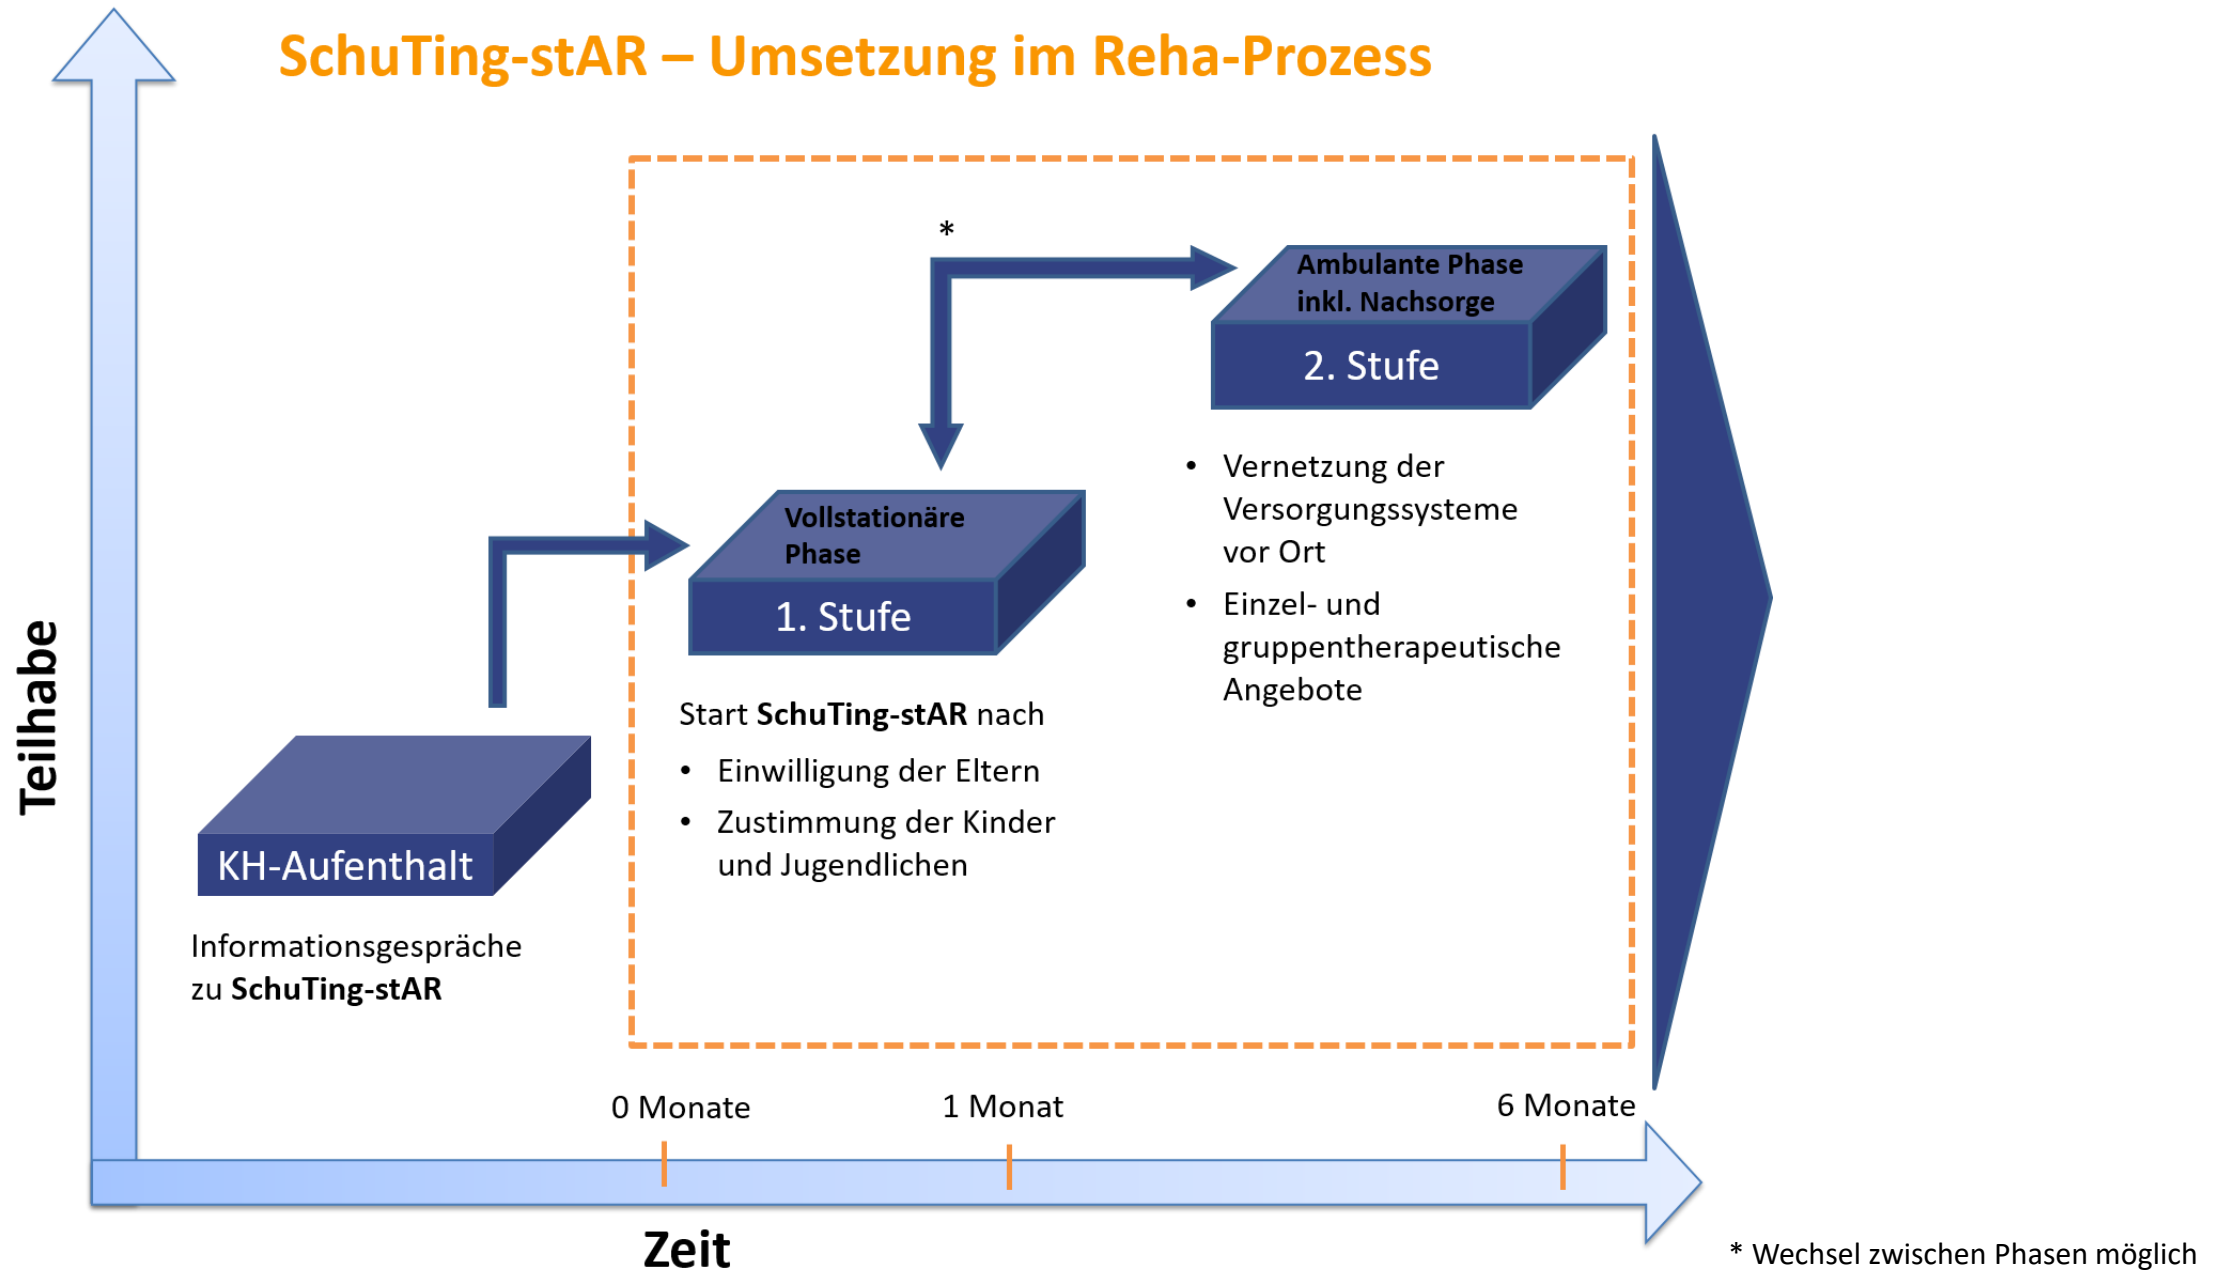 SchuTing-stAR – Umsetzung im Reha-Prozess
Teilhabe
KH-Aufenthalt
Informationsgespräche
zu SchuTing-stAR
Vollstationäre
Phase
1. Stufe
Start SchuTing-stAR nach
• Einwilligung der Eltern
• Zustimmung der Kinder
und Jugendlichen
*
Ambulante Phase
inkl. Nachsorge
2. Stufe
• Vernetzung der
Versorgungssysteme
vor Ort
• Einzel- und
gruppentherapeutische
Angebote
0 Monate
1 Monat
6 Monate
Zeit
* Wechsel zwischen Phasen möglich